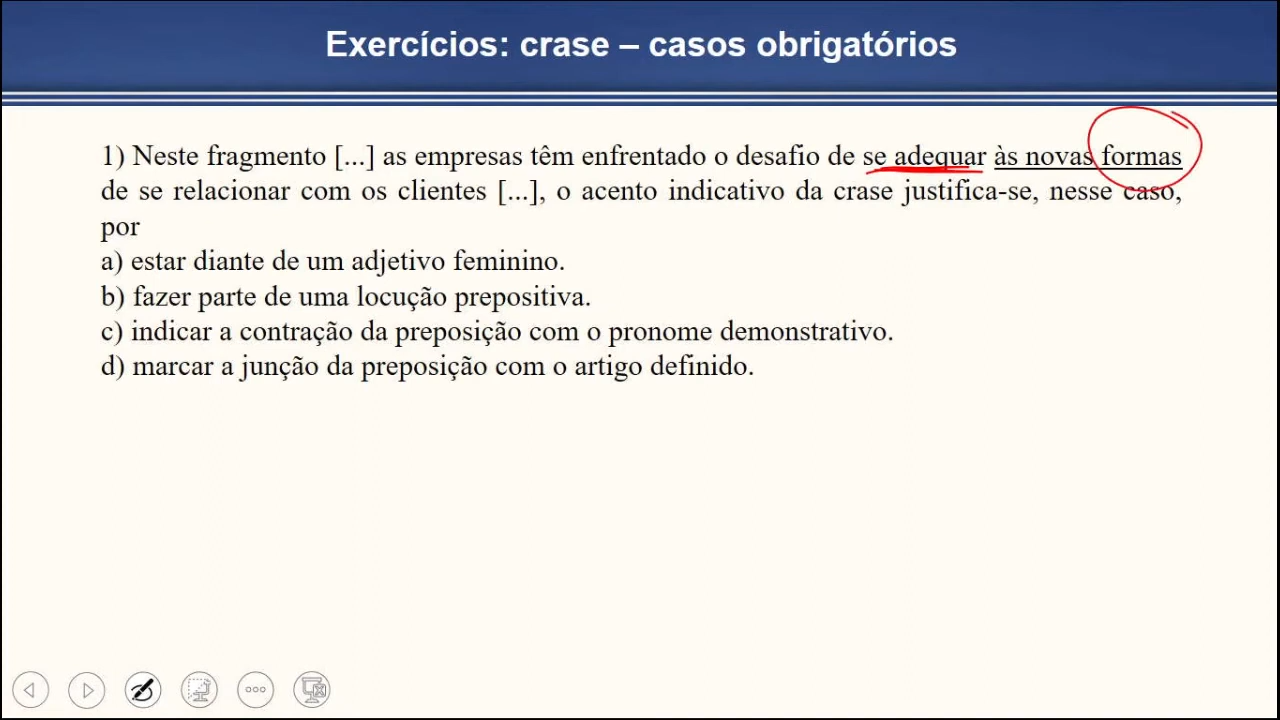 Exercícios: crase – casos obrigatórios
1) Neste fragmento [...] as empresas têm enfrentado o desafio de se adequar às novas formas
de se relacionar com os clientes [...], o acento indicativo da crase justifica-se, nesse caso,
por
a) estar diante de um adjetivo feminino.
b) fazer parte de uma locução prepositiva.
c) indicar a contração da preposição com o pronome demonstrativo.
d) marcar a junção da preposição com o artigo definido.